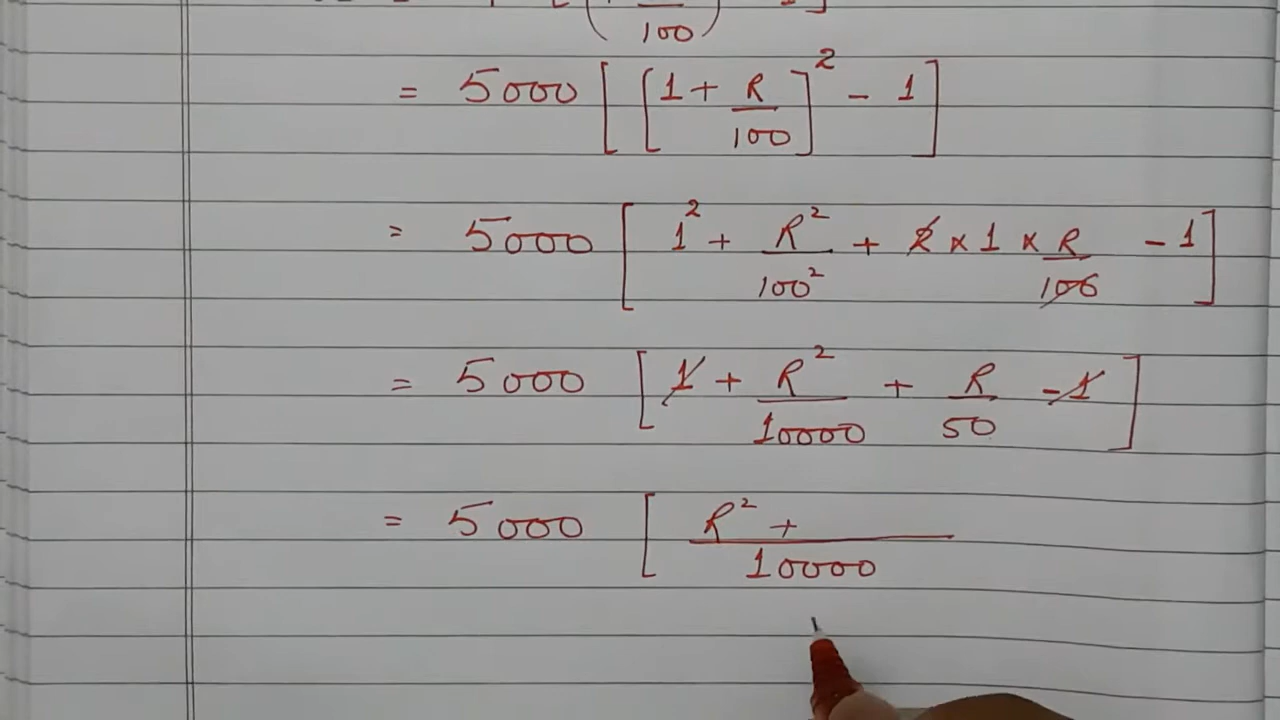 100
= 5000 [ [ 1 + R/100 ]² - 1 ]
= 5000 [ 1² + R²/100² + 2 × 1 × R/100 - 1 ]
= 5000 [ 1 + R²/10000 + R/50 - 1 ]
= 5000 [ R² + /10000